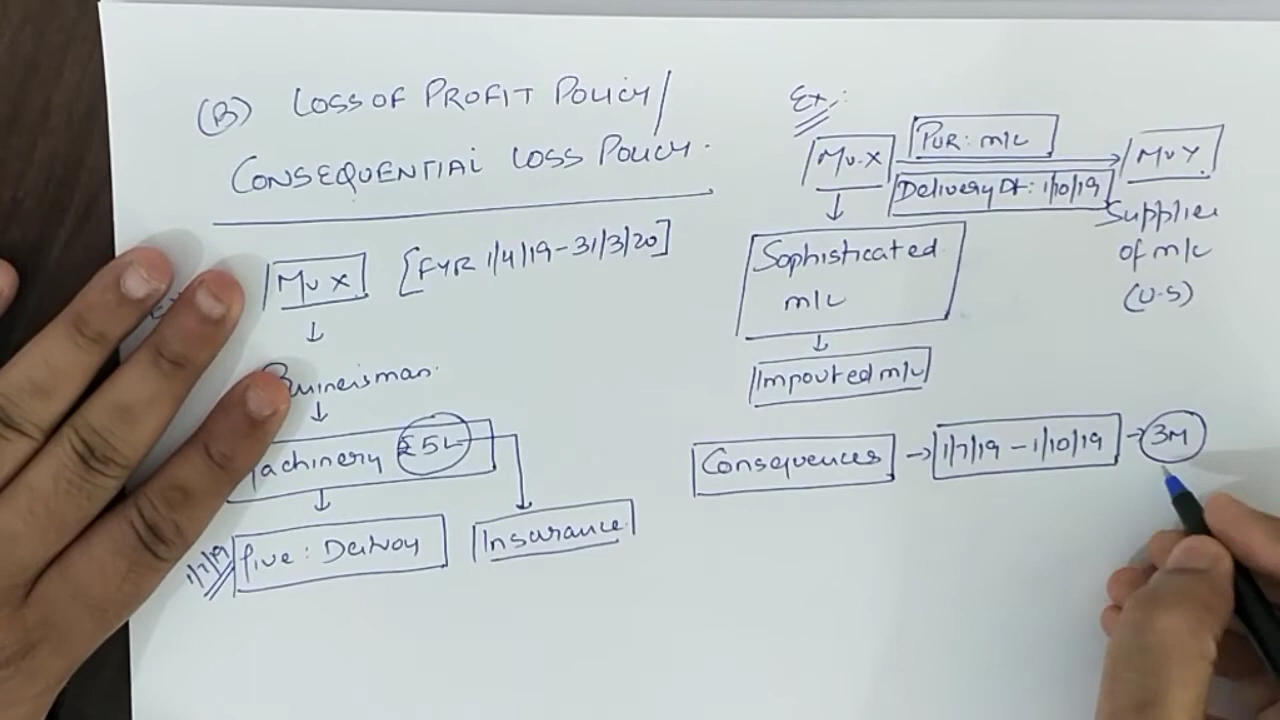 (B) LOSS OF PROFIT POLICY/
CONSEQUENTIAL LOSS POLICY.
Mr X [FYR 1/4/19-31/3/20]
↓
Businessman.
↓
achinery ₹5L
↓
1/7/19 fire: Destroy
Insurance
Ex:
Mr. X
PUR: m/c
Delivery Dt: 1/10/19
Mr Y
Supplier
of m/c
(U.S)
↓
Sophisticated
m/c
↓
Imported m/c
Consequences → 1/7/19 - 1/10/19 → 3M